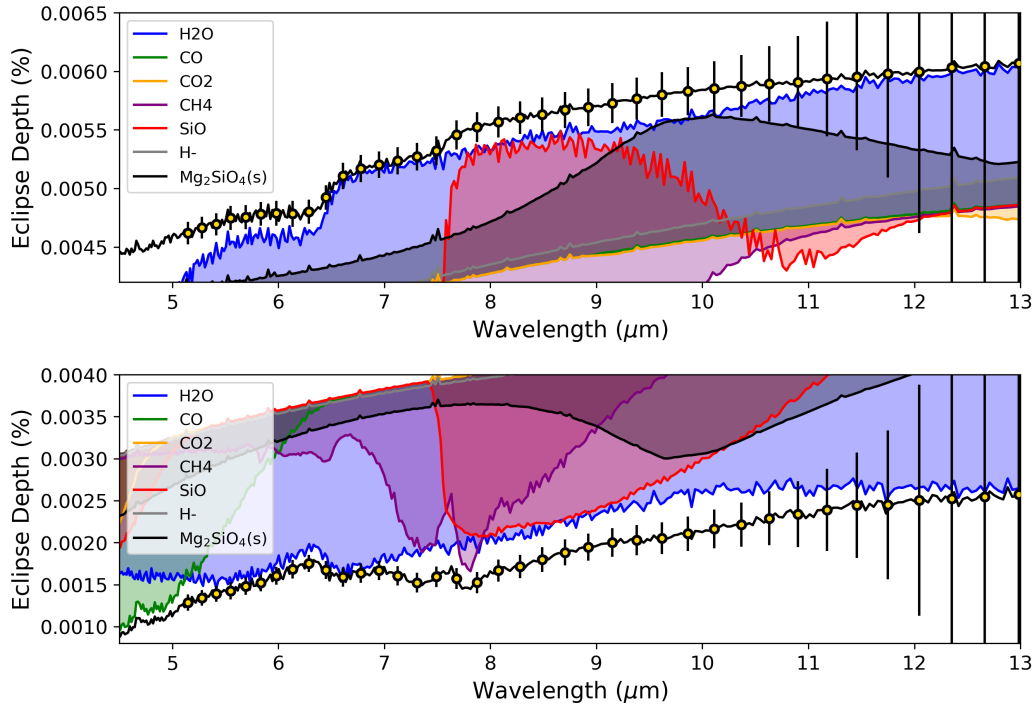 0.0065
0.0060
0.0055
0.0050
0.0045
Eclipse Depth (%)
H2O
CO
CO2
CH4
SiO
H-
Mg₂SiO₄(s)
5 6 7 8 9 10 11 12 13
Wavelength (μm)
0.0040
0.0035
0.0030
0.0025
0.0020
0.0015
0.0010
Eclipse Depth (%)
H2O
CO
CO2
CH4
SiO
H-
Mg₂SiO₄(s)
5 6 7 8 9 10 11 12 13
Wavelength (μm)